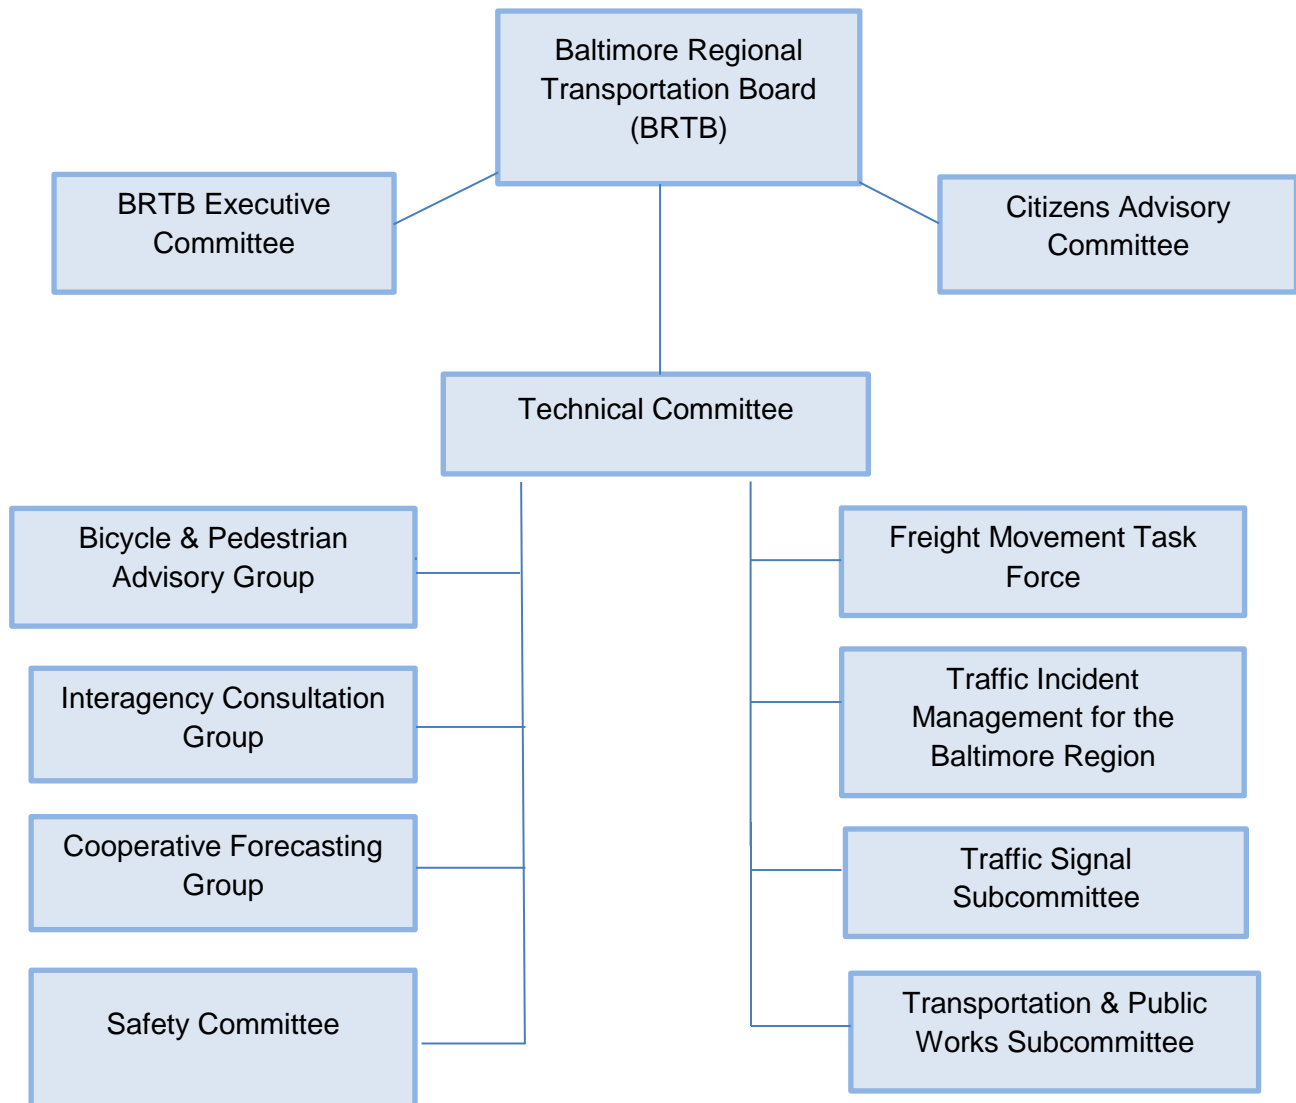 Baltimore Regional
Transportation Board
(BRTB)
BRTB Executive
Committee
Citizens Advisory
Committee
Technical Committee
Bicycle & Pedestrian
Advisory Group
Freight Movement Task
Force
Interagency Consultation
Group
Traffic Incident
Management for the
Baltimore Region
Cooperative Forecasting
Group
Traffic Signal
Subcommittee
Safety Committee
Transportation & Public
Works Subcommittee